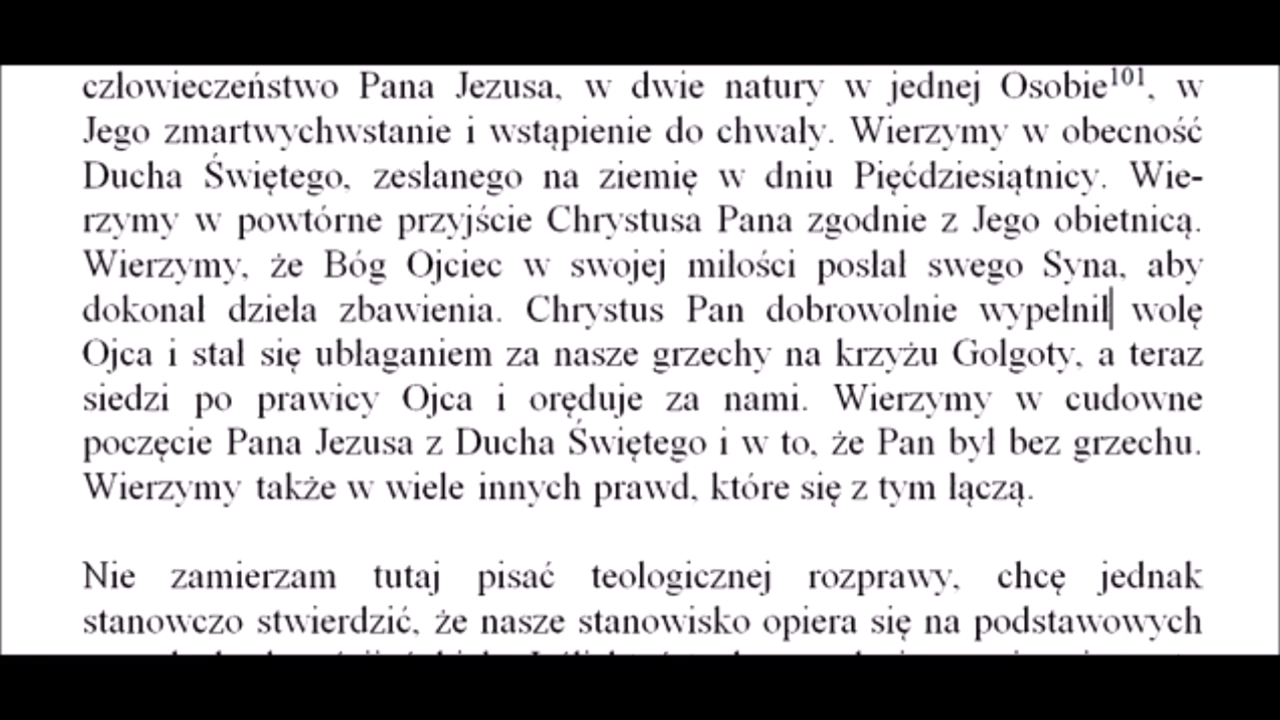 człowieczeństwo Pana Jezusa, w dwie natury w jednej Osobie101, w
Jego zmartwychwstanie i wstąpienie do chwały. Wierzymy w obecność
Ducha Świętego, zesłanego na ziemię w dniu Pięćdziesiątnicy. Wie-
rzymy w powtórne przyjście Chrystusa Pana zgodnie z Jego obietnicą.
Wierzymy, że Bóg Ojciec w swojej miłości posłał swego Syna, aby
dokonał dzieła zbawienia. Chrystus Pan dobrowolnie wypełnił wolę
Ojca i stał się ubłaganiem za nasze grzechy na krzyżu Golgoty, a teraz
siedzi po prawicy Ojca i oręduje za nami. Wierzymy w cudowne
poczęcie Pana Jezusa z Ducha Świętego i w to, że Pan był bez grzechu.
Wierzymy także w wiele innych prawd, które się z tym łączą.
Nie zamierzam tutaj pisać teologicznej rozprawy, chcę jednak
stanowczo stwierdzić, że nasze stanowisko opiera się na podstawowych